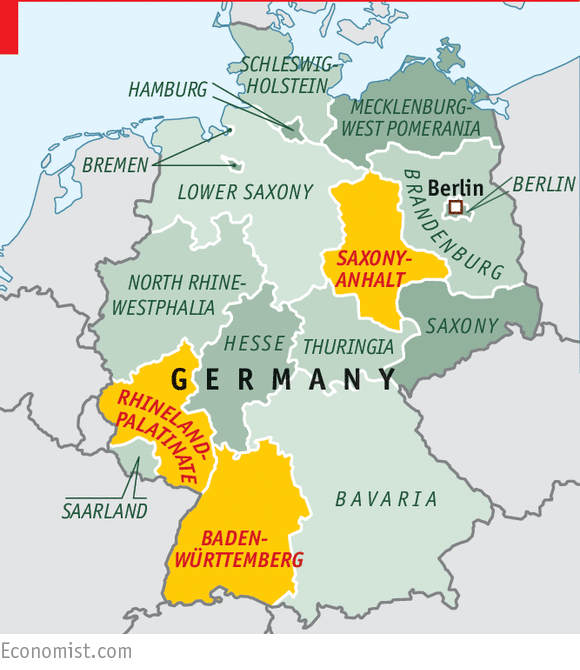 SCHLESWIG-
HOLSTEIN
HAMBURG
MECKLENBURG-
WEST POMERANIA
BREMEN
LOWER SAXONY
BRANDENBURG
Berlin
BERLIN
SAXONY-
ANHALT
NORTH RHINE-
WESTPHALIA
HESSE
THURINGIA
SAXONY
GERMANY
RHINELAND-
PALATINATE
SAARLAND
BAVARIA
BADEN-
WÜRTTEMBERG
Economist.com